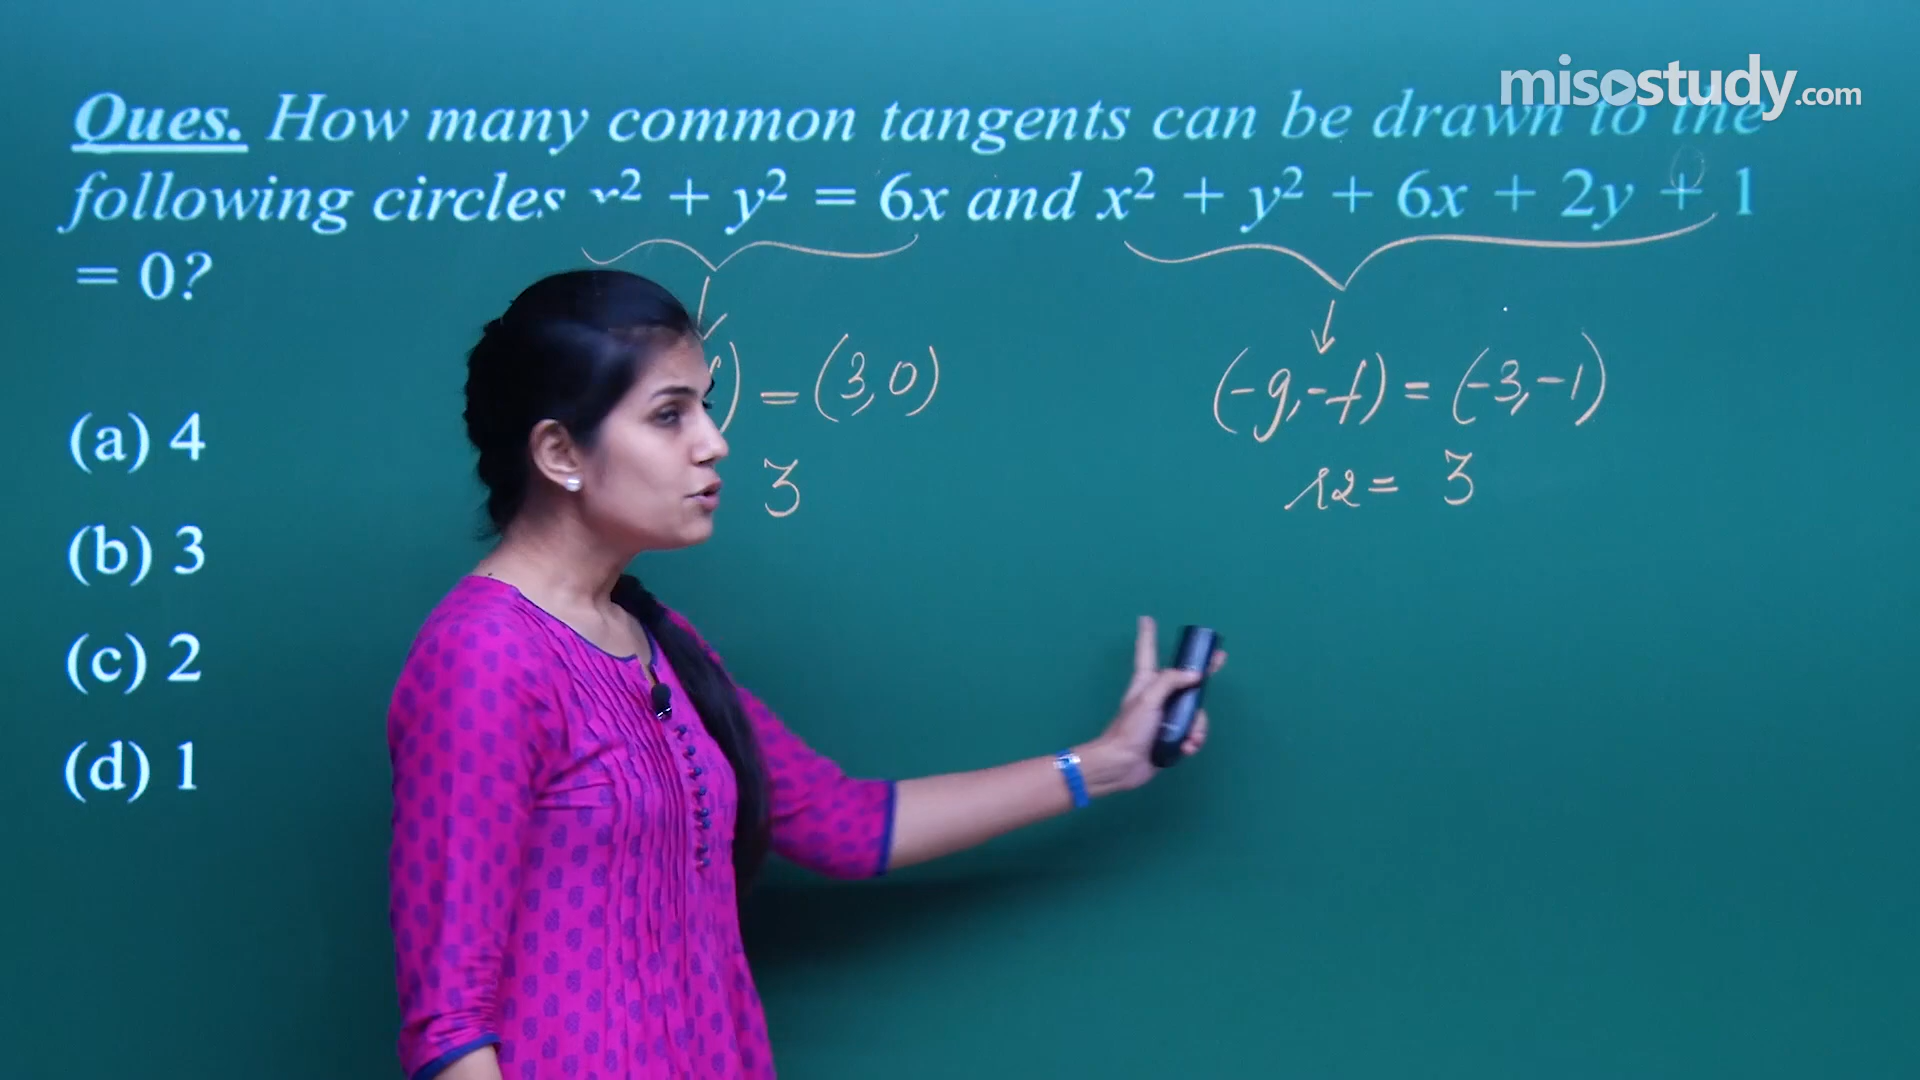 misostudy.com
Ques. How many common tangents can be drawn to the
following circles x² + y² = 6x and x² + y² + 6x + 2y + 1
= 0?
) = (3,0)
(-g,-f) = (-3,-1)
3
r2 = 3
(a) 4
(b) 3
(c) 2
(d) 1